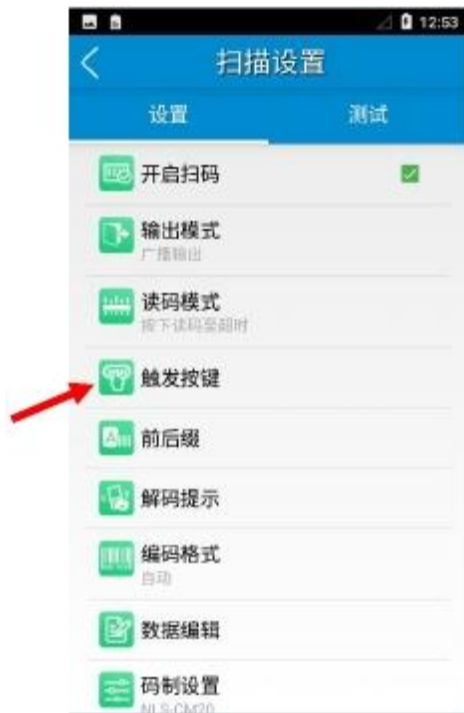 12:53
扫描设置
设置
测试
开启扫码
输出模式
广播输出
读码模式
按下读码至超时
触发按键
前后缀
解码提示
编码格式
自动
数据编辑
码制设置
NLS-CM20